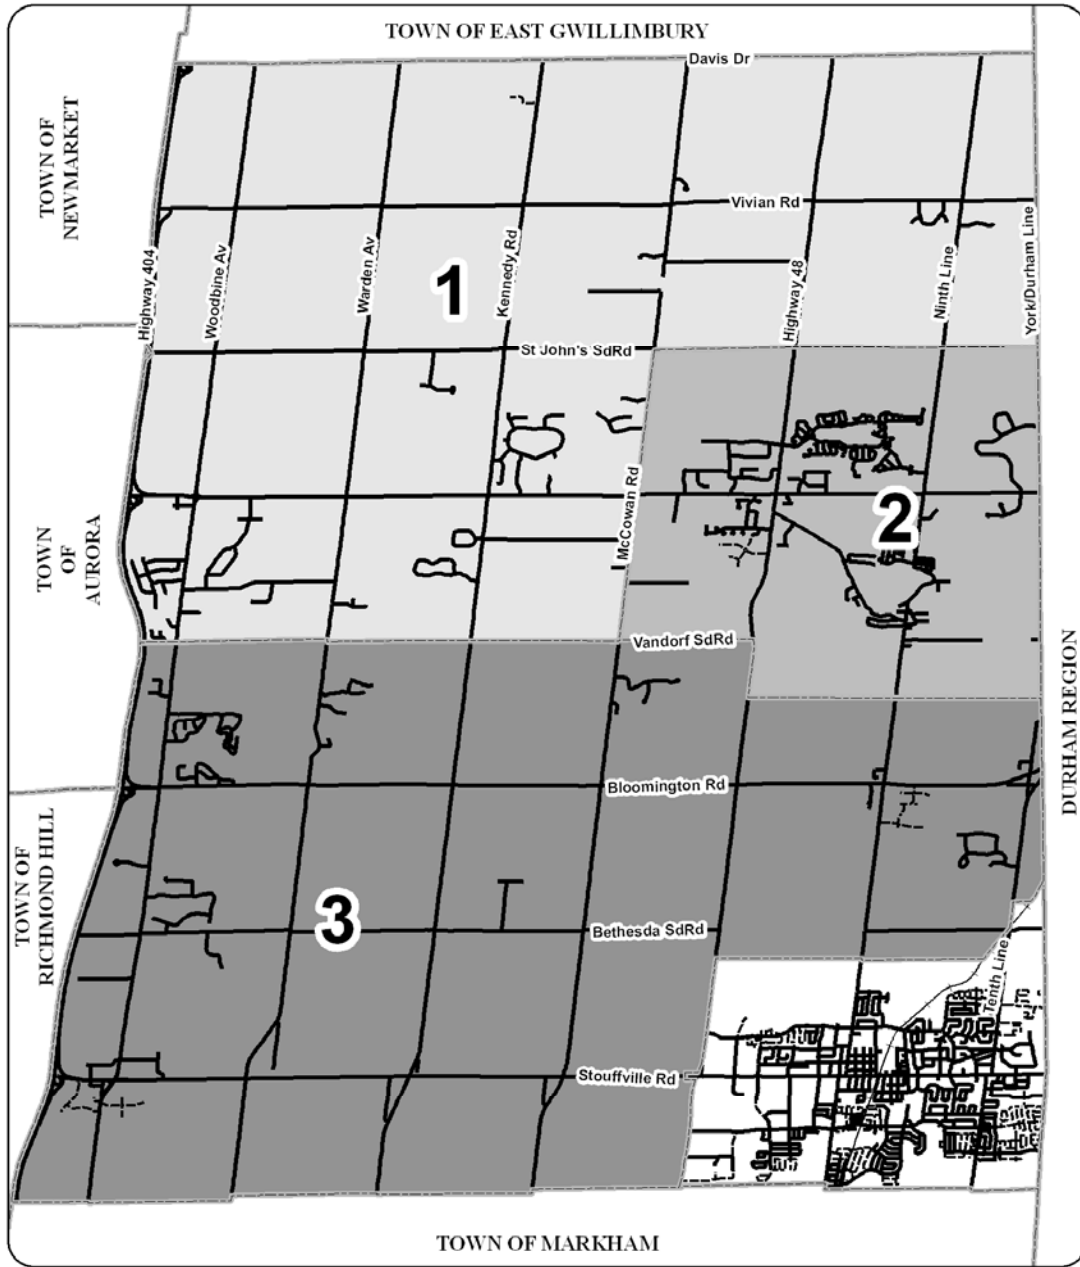 TOWN OF EAST GWILLIMBURY
Davis Dr
TOWN OF
NEWMARKET
Vivian Rd
Highway 404
Woodbine Av
Warden Av
Kennedy Rd
Highway 48
Ninth Line
York/Durham Line
1
St John's SdRd
McCowan Rd
2
TOWN
OF
AURORA
Vandorf SdRd
DURHAM REGION
Bloomington Rd
TOWN OF
RICHMOND HILL
3
Bethesda SdRd
Tenth Line
Stouffville Rd
TOWN OF MARKHAM